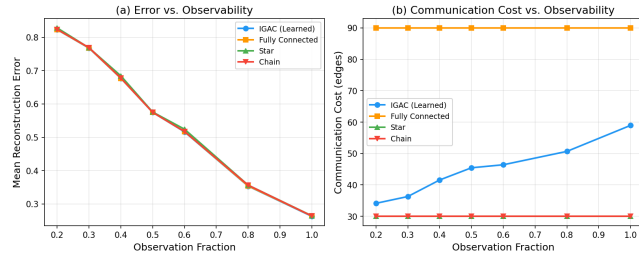 (a) Error vs. Observability
0.8
0.7
0.6
0.5
0.4
0.3
Mean Reconstruction Error
0.2 0.3 0.4 0.5 0.6 0.7 0.8 0.9 1.0
Observation Fraction
IGAC (Learned)
Fully Connected
Star
Chain
(b) Communication Cost vs. Observability
90
80
70
60
50
40
30
Communication Cost (edges)
0.2 0.3 0.4 0.5 0.6 0.7 0.8 0.9 1.0
Observation Fraction
IGAC (Learned)
Fully Connected
Star
Chain